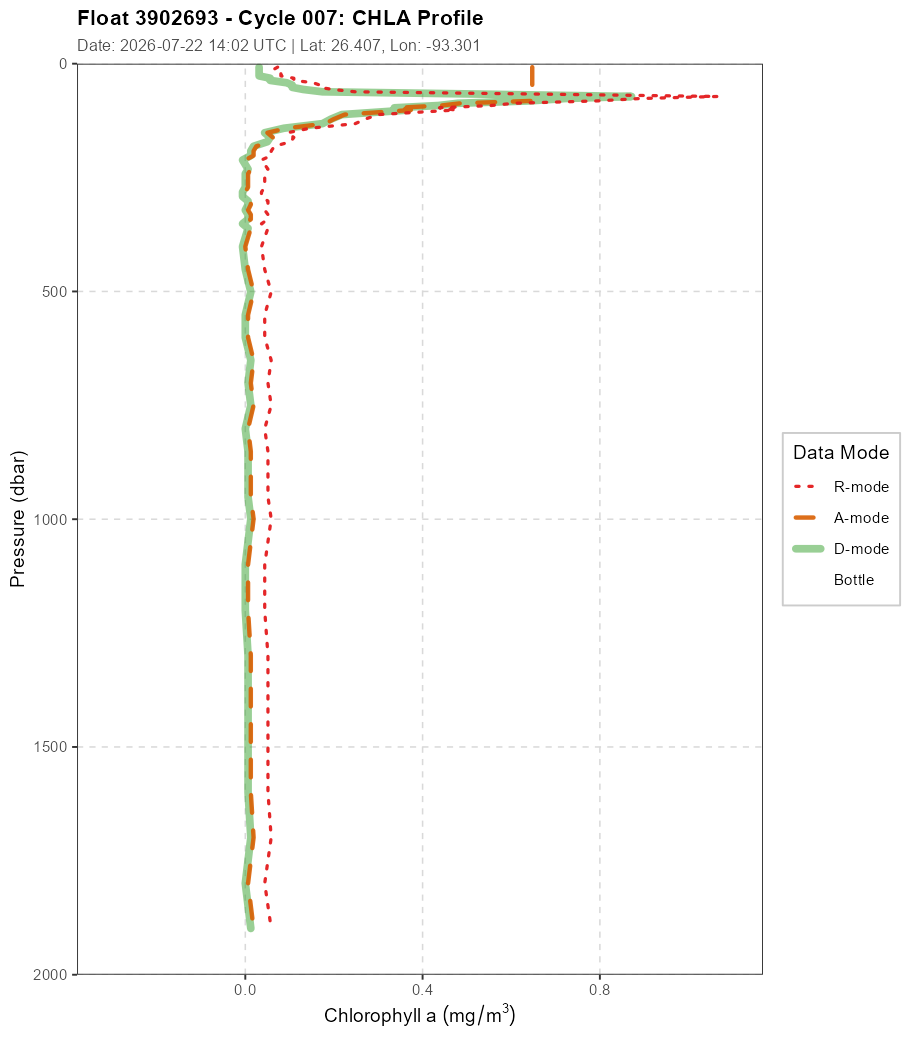 Float 3902693 - Cycle 007: CHLA Profile
Date: 2026-07-22 14:02 UTC | Lat: 26.407, Lon: -93.301
0
500
1000
1500
2000
Pressure (dbar)
0.0
0.4
0.8
Chlorophyll a (mg/m³)
Data Mode
R-mode
A-mode
D-mode
Bottle